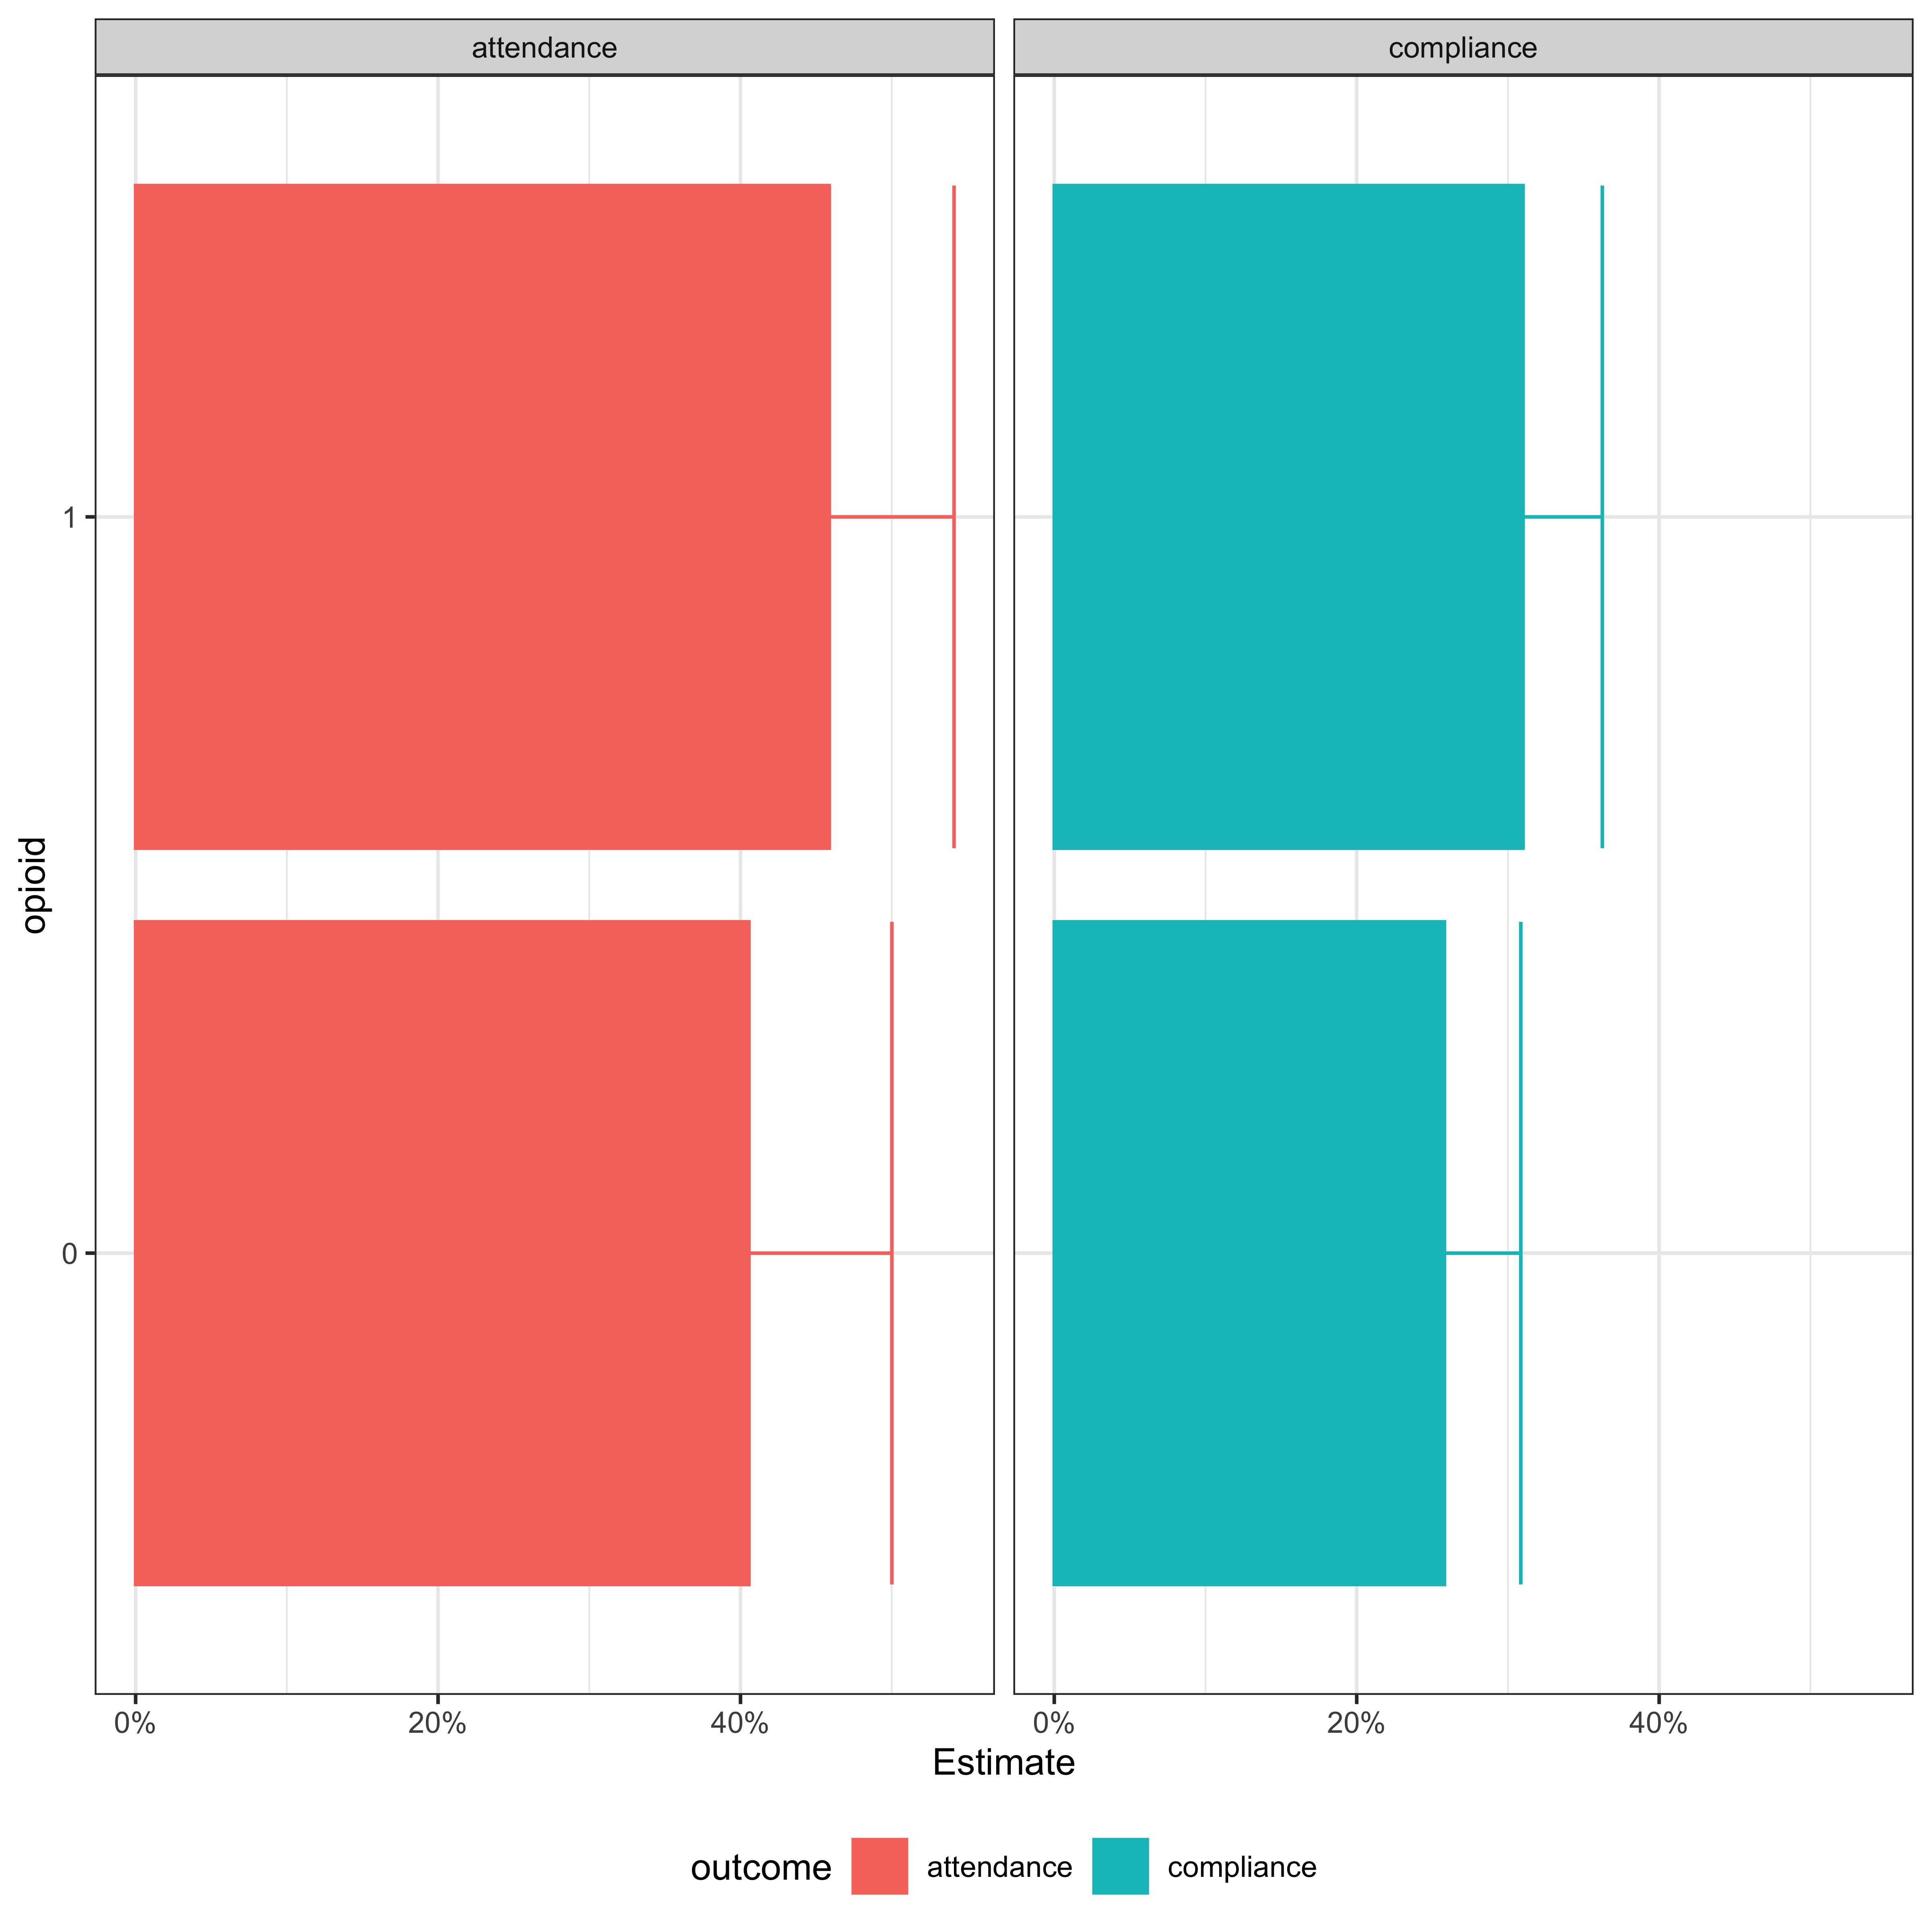 attendance compliance
opioid
1
0
0% 20% 40% 0% 20% 40%
Estimate
outcome attendance compliance